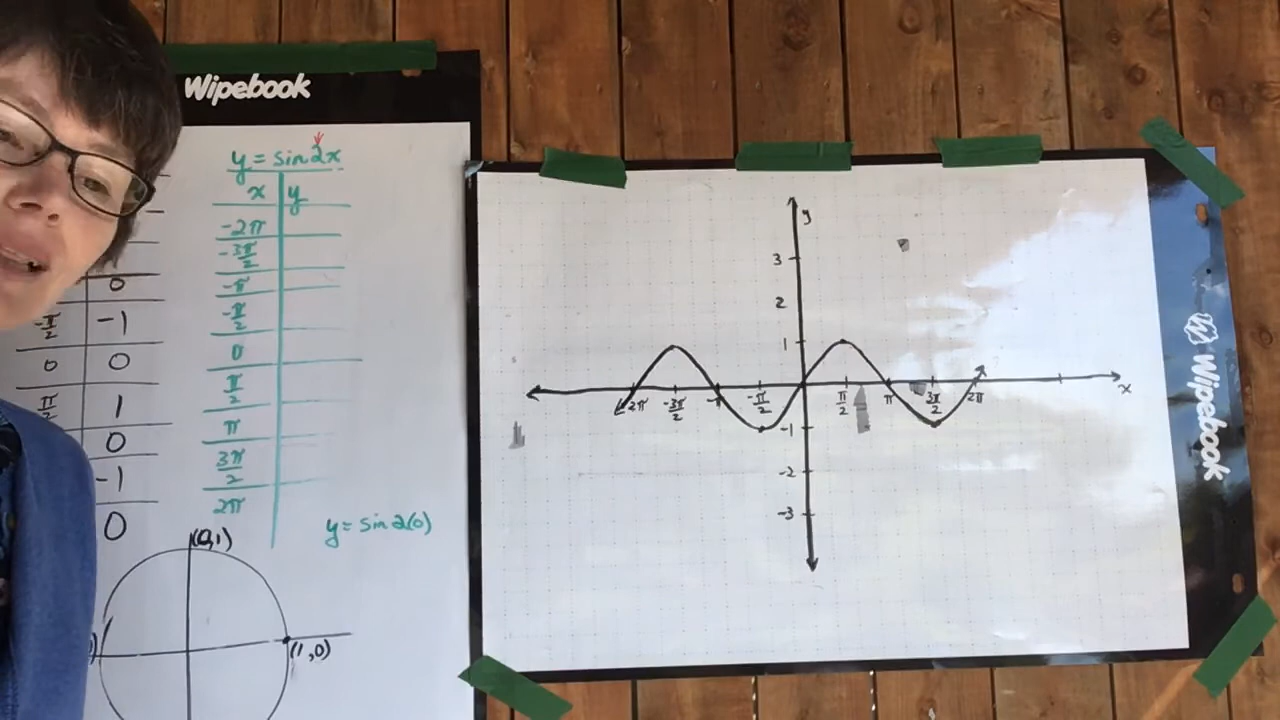 Wipebook
y = sin 2x
x y
-2π
-3π/2
-π
-π/2
0
π/2
π
3π/2
2π
0
-π/2 -1
0 0
π/2 1
0
-1
0
y = sin 2(0)
(0,1)
(1,0)
)
y
3
2
1
-2π -3π/2 -π -π/2 π/2 π 3π/2 2π x
-1
-2
-3
Wipebook